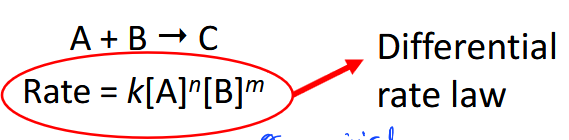 A + B → C
Rate = k[A]ⁿ[B]ᵐ
Differential
rate law